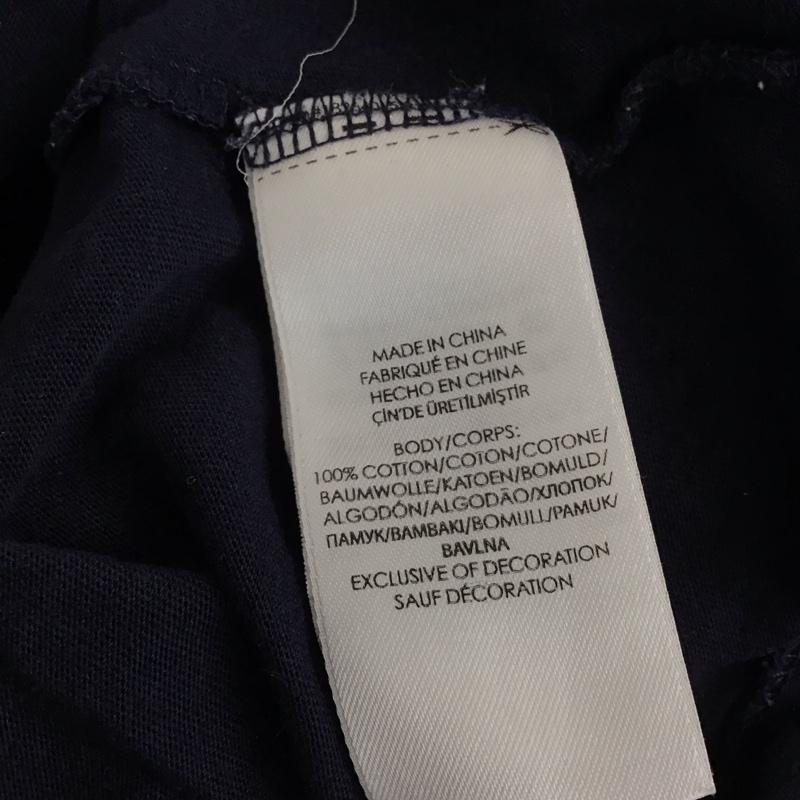 MADE IN CHINA
FABRIQUÉ EN CHINE
HECHO EN CHINA
ÇİN'DE ÜRETİLMİŞTİR
BODY/CORPS:
100% COTTON/COTON/COTONE/
BAUMWOLLE/KATOEN/BOMULD/
ALGODÓN/ALGODÃO/ХЛОПОК/
ПАМУК/BAMBAKI/BOMULL/PAMUK/
BAVLNA
EXCLUSIVE OF DECORATION
SAUF DÉCORATION